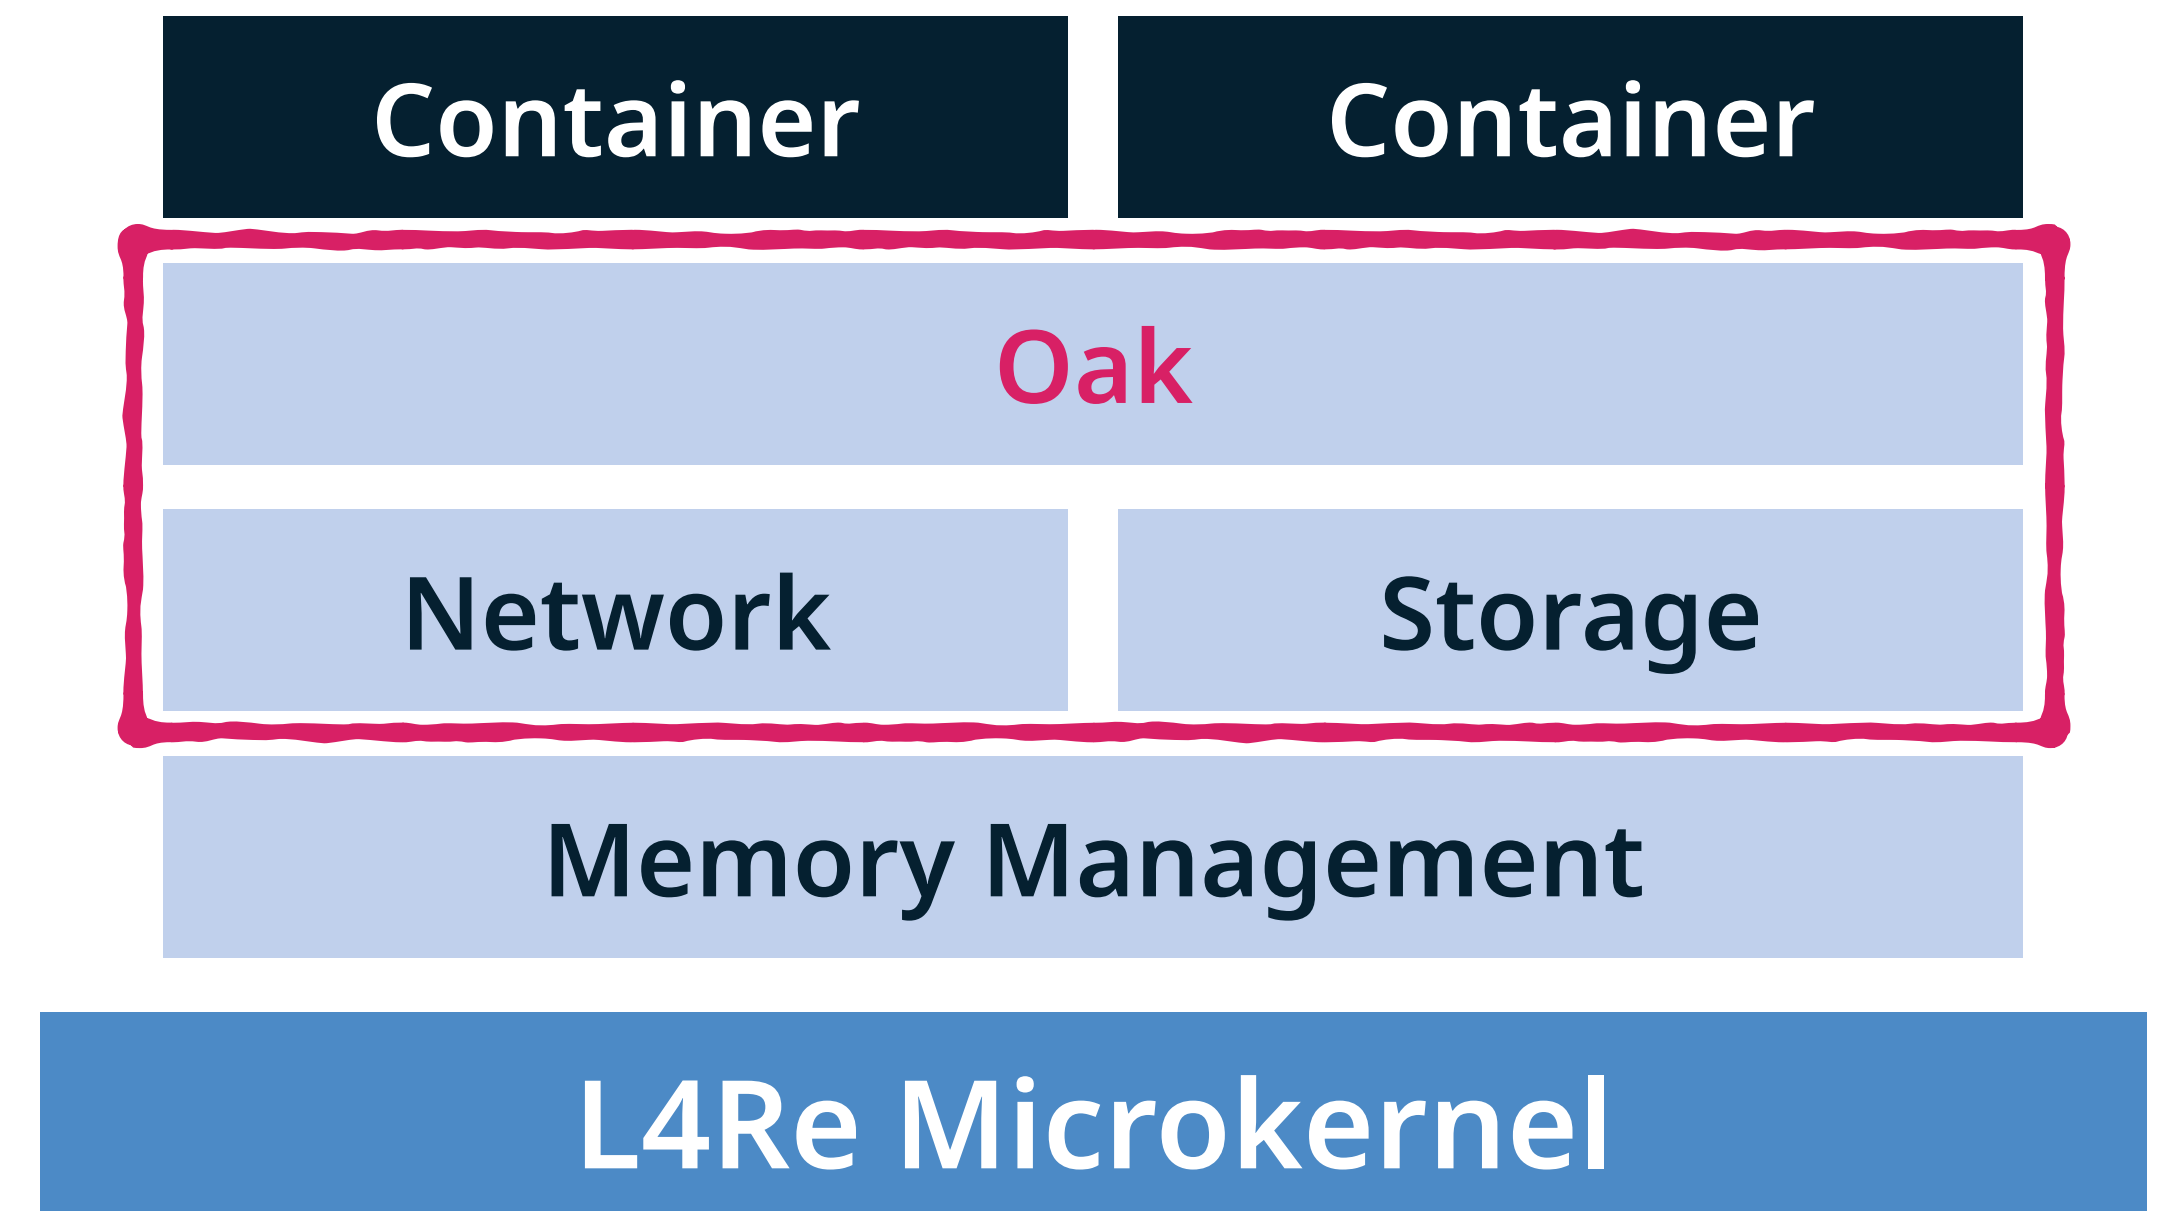 Container
Container
Oak
Network
Storage
Memory Management
L4Re Microkernel